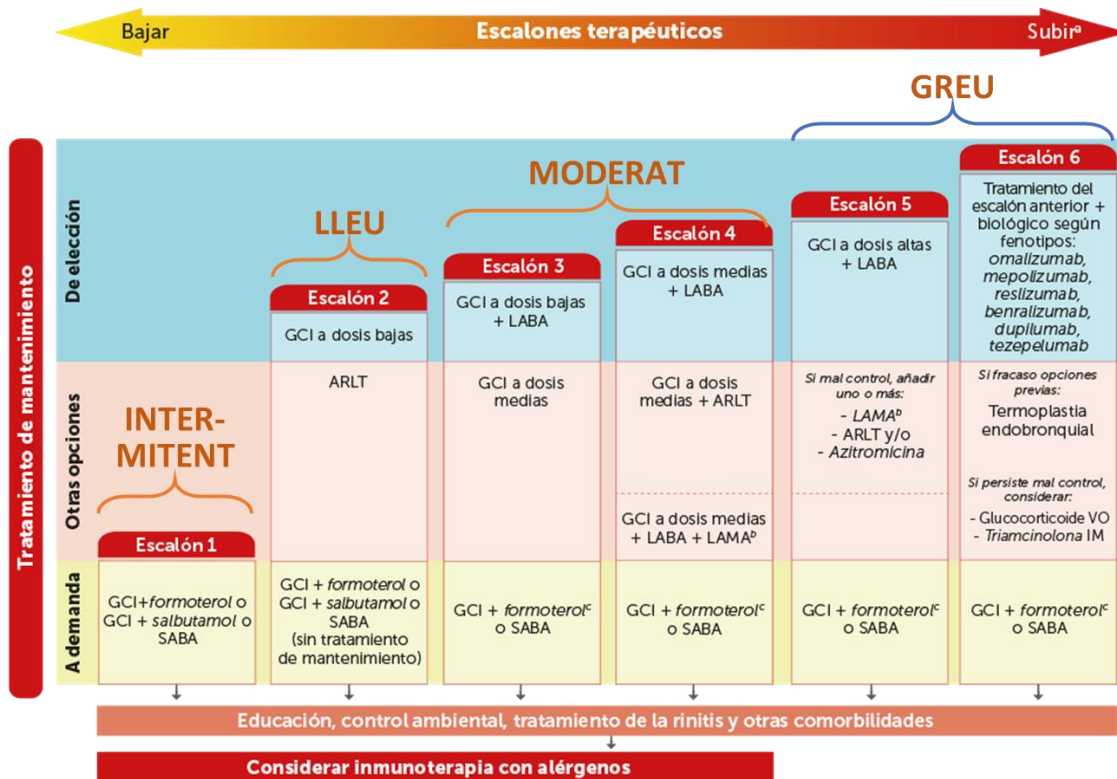 Bajar
Escalones terapéuticos
Subirᵃ
GREU
MODERAT
LLEU
INTER-
MITENT
Tratamiento de mantenimiento
De elección
Otras opciones
A demanda
Escalón 1
GCI+formoterol o
GCI + salbutamol o
SABA
Escalón 2
GCI a dosis bajas
ARLT
GCI + formoterol o
GCI + salbutamol o
SABA
(sin tratamiento
de mantenimiento)
Escalón 3
GCI a dosis bajas
+ LABA
GCI a dosis
medias
GCI + formoterolᶜ
o SABA
Escalón 4
GCI a dosis medias
+ LABA
GCI a dosis
medias + ARLT
GCI a dosis medias
+ LABA + LAMAᵇ
GCI + formoterolᶜ
o SABA
Escalón 5
GCI a dosis altas
+ LABA
Si mal control, añadir
uno o más:
- LAMAᵇ
- ARLT y/o
- Azitromicina
GCI + formoterolᶜ
o SABA
Escalón 6
Tratamiento del
escalón anterior +
biológico según
fenotipos:
omalizumab,
mepolizumab,
reslizumab,
benralizumab,
dupilumab,
tezepelumab
Si fracaso opciones
previas:
Termoplastia
endobronquial
Si persiste mal control,
considerar:
- Glucocorticoide VO
- Triamcinolona IM
GCI + formoterolᶜ
o SABA
Educación, control ambiental, tratamiento de la rinitis y otras comorbilidades
Considerar inmunoterapia con alérgenos